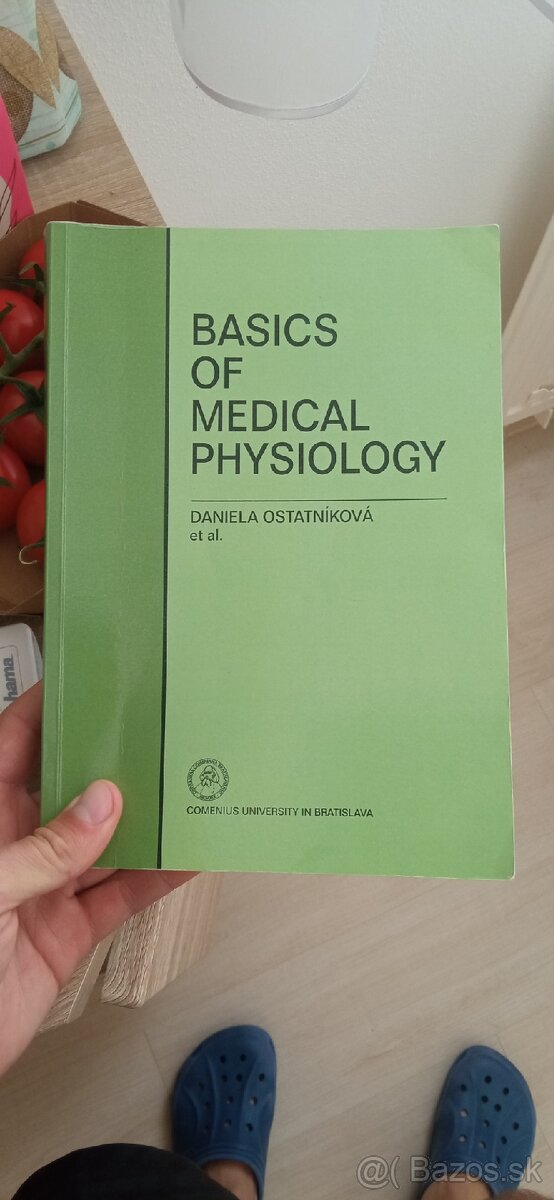 BASICS
OF
MEDICAL
PHYSIOLOGY
DANIELA OSTATNÍKOVÁ
et al.
hama
COMENIUS UNIVERSITY IN BRATISLAVA
@( Bazos.sk